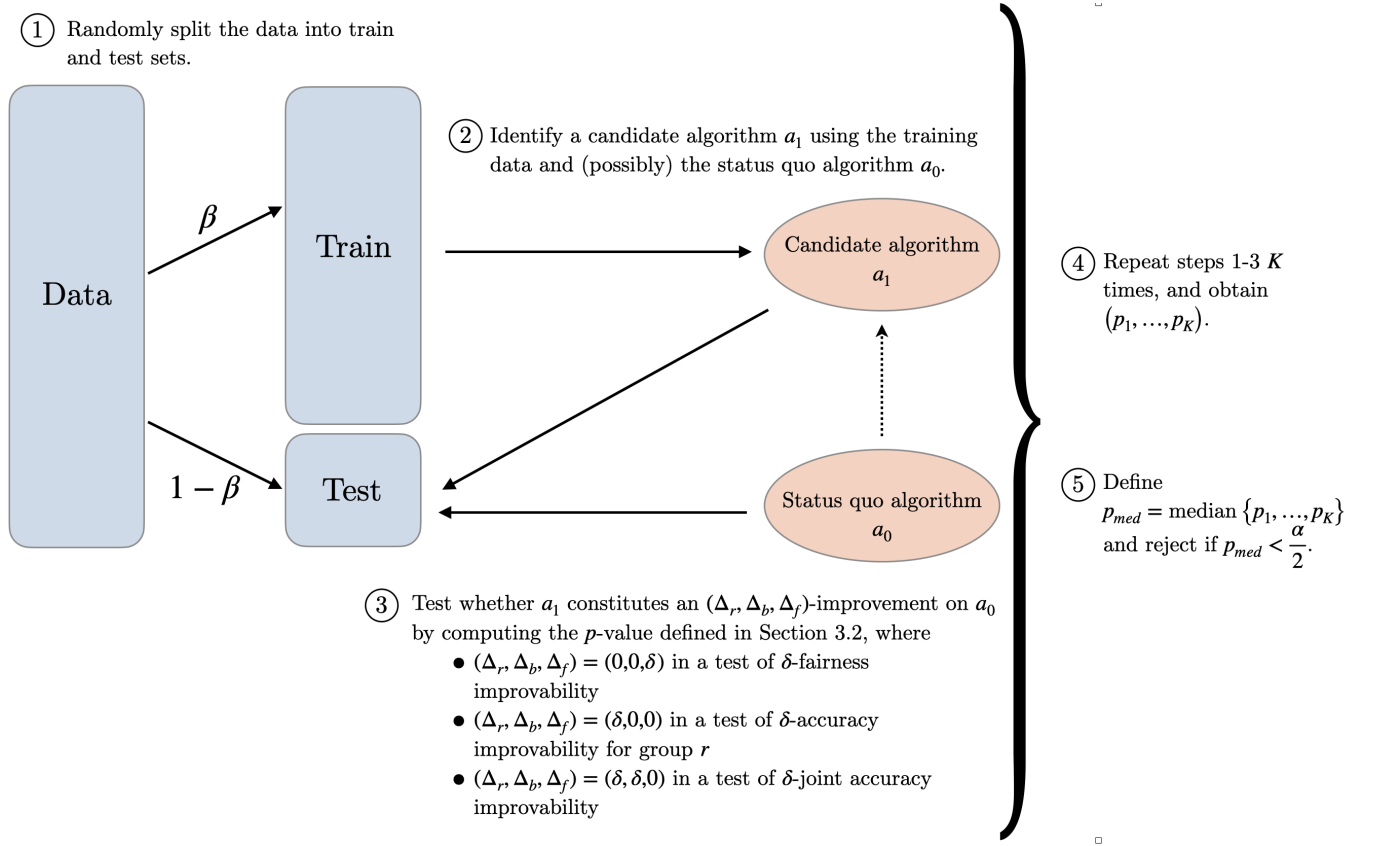 ① Randomly split the data into train
and test sets.
Data
β
1 − β
Train
Test
② Identify a candidate algorithm a₁ using the training
data and (possibly) the status quo algorithm a₀.
Candidate algorithm
a₁
Status quo algorithm
a₀
③ Test whether a₁ constitutes an (Δᵣ, Δ_b, Δ_f)-improvement on a₀
by computing the p-value defined in Section 3.2, where
● (Δᵣ, Δ_b, Δ_f) = (0,0,δ) in a test of δ-fairness
improvability
● (Δᵣ, Δ_b, Δ_f) = (δ,0,0) in a test of δ-accuracy
improvability for group r
● (Δᵣ, Δ_b, Δ_f) = (δ, δ,0) in a test of δ-joint accuracy
improvability
④ Repeat steps 1-3 K
times, and obtain
(p₁, …, p_K).
⑤ Define
p_med = median {p₁, …, p_K}
and reject if p_med < α/2.